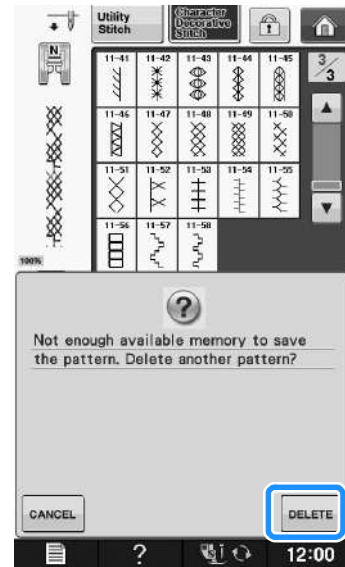 Utility
Stitch
Character
Decorative
Stitch
N
11-41 11-42 11-43 11-44 11-45
3/3
11-46 11-47 11-48 11-49 11-50
11-51 11-52 11-53 11-54 11-55
11-56 11-57 11-58
100%
?
Not enough available memory to save
the pattern. Delete another pattern?
CANCEL
DELETE
? 12:00